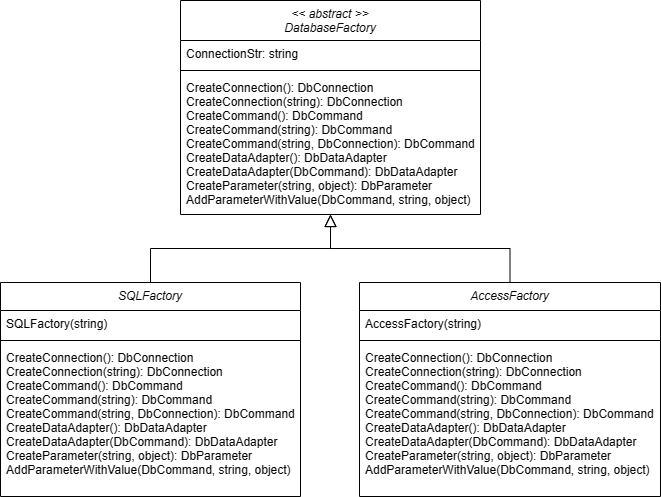 << abstract >>
DatabaseFactory
ConnectionStr: string
CreateConnection(): DbConnection
CreateConnection(string): DbConnection
CreateCommand(): DbCommand
CreateCommand(string): DbCommand
CreateCommand(string, DbConnection): DbCommand
CreateDataAdapter(): DbDataAdapter
CreateDataAdapter(DbCommand): DbDataAdapter
CreateParameter(string, object): DbParameter
AddParameterWithValue(DbCommand, string, object)
SQLFactory
SQLFactory(string)
CreateConnection(): DbConnection
CreateConnection(string): DbConnection
CreateCommand(): DbCommand
CreateCommand(string): DbCommand
CreateCommand(string, DbConnection): DbCommand
CreateDataAdapter(): DbDataAdapter
CreateDataAdapter(DbCommand): DbDataAdapter
CreateParameter(string, object): DbParameter
AddParameterWithValue(DbCommand, string, object)
AccessFactory
AccessFactory(string)
CreateConnection(): DbConnection
CreateConnection(string): DbConnection
CreateCommand(): DbCommand
CreateCommand(string): DbCommand
CreateCommand(string, DbConnection): DbCommand
CreateDataAdapter(): DbDataAdapter
CreateDataAdapter(DbCommand): DbDataAdapter
CreateParameter(string, object): DbParameter
AddParameterWithValue(DbCommand, string, object)